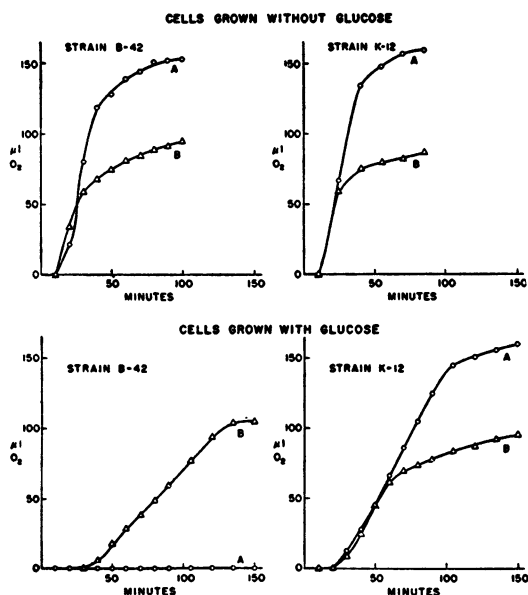 CELLS GROWN WITHOUT GLUCOSE
STRAIN B-42
STRAIN K-12
150
100
μl
O2
50
0
A
B
50
100
150
MINUTES
150
100
μl
O2
50
0
A
B
50
100
150
MINUTES
CELLS GROWN WITH GLUCOSE
STRAIN B-42
STRAIN K-12
150
100
μl
O2
50
0
B
A
50
100
150
MINUTES
150
100
μl
O2
50
0
A
B
50
100
150
MINUTES